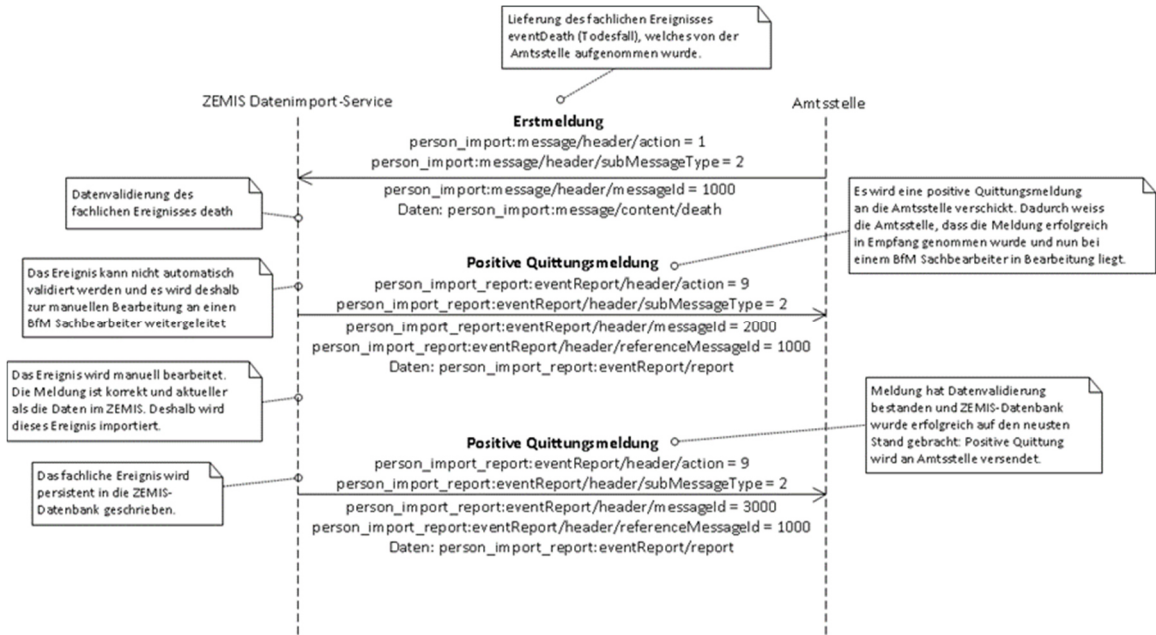 Lieferung des fachlichen Ereignisses
eventDeath (Todesfall), welches von der
Amtsstelle aufgenommen wurde.
ZEMIS Datenimport-Service
Amtsstelle
Erstmeldung
person_import:message/header/action = 1
person_import:message/header/subMessageType = 2
person_import:message/header/messageId = 1000
Daten: person_import:message/content/death
Datenvalidierung des
fachlichen Ereignisses death
Es wird eine positive Quittungsmeldung
an die Amtsstelle verschickt. Dadurch weiss
die Amtsstelle, dass die Meldung erfolgreich
in Empfang genommen wurde und nun bei
einem BfM Sachbearbeiter in Bearbeitung liegt.
Das Ereignis kann nicht automatisch
validiert werden und es wird deshalb
zur manuellen Bearbeitung an einen
BfM Sachbearbeiter weitergeleitet
Positive Quittungsmeldung
person_import_report:eventReport/header/action = 9
person_import_report:eventReport/header/subMessageType = 2
person_import_report:eventReport/header/messageId = 2000
person_import_report:eventReport/header/referenceMessageId = 1000
Daten: person_import_report:eventReport/report
Das Ereignis wird manuell bearbeitet.
Die Meldung ist korrekt und aktueller
als die Daten im ZEMIS. Deshalb wird
dieses Ereignis importiert.
Meldung hat Datenvalidierung
bestanden und ZEMIS-Datenbank
wurde erfolgreich auf den neusten
Stand gebracht: Positive Quittung
wird an Amtsstelle versendet.
Positive Quittungsmeldung
person_import_report:eventReport/header/action = 9
person_import_report:eventReport/header/subMessageType = 2
person_import_report:eventReport/header/messageId = 3000
person_import_report:eventReport/header/referenceMessageId = 1000
Daten: person_import_report:eventReport/report
Das fachliche Ereignis wird
persistent in die ZEMIS-
Datenbank geschrieben.